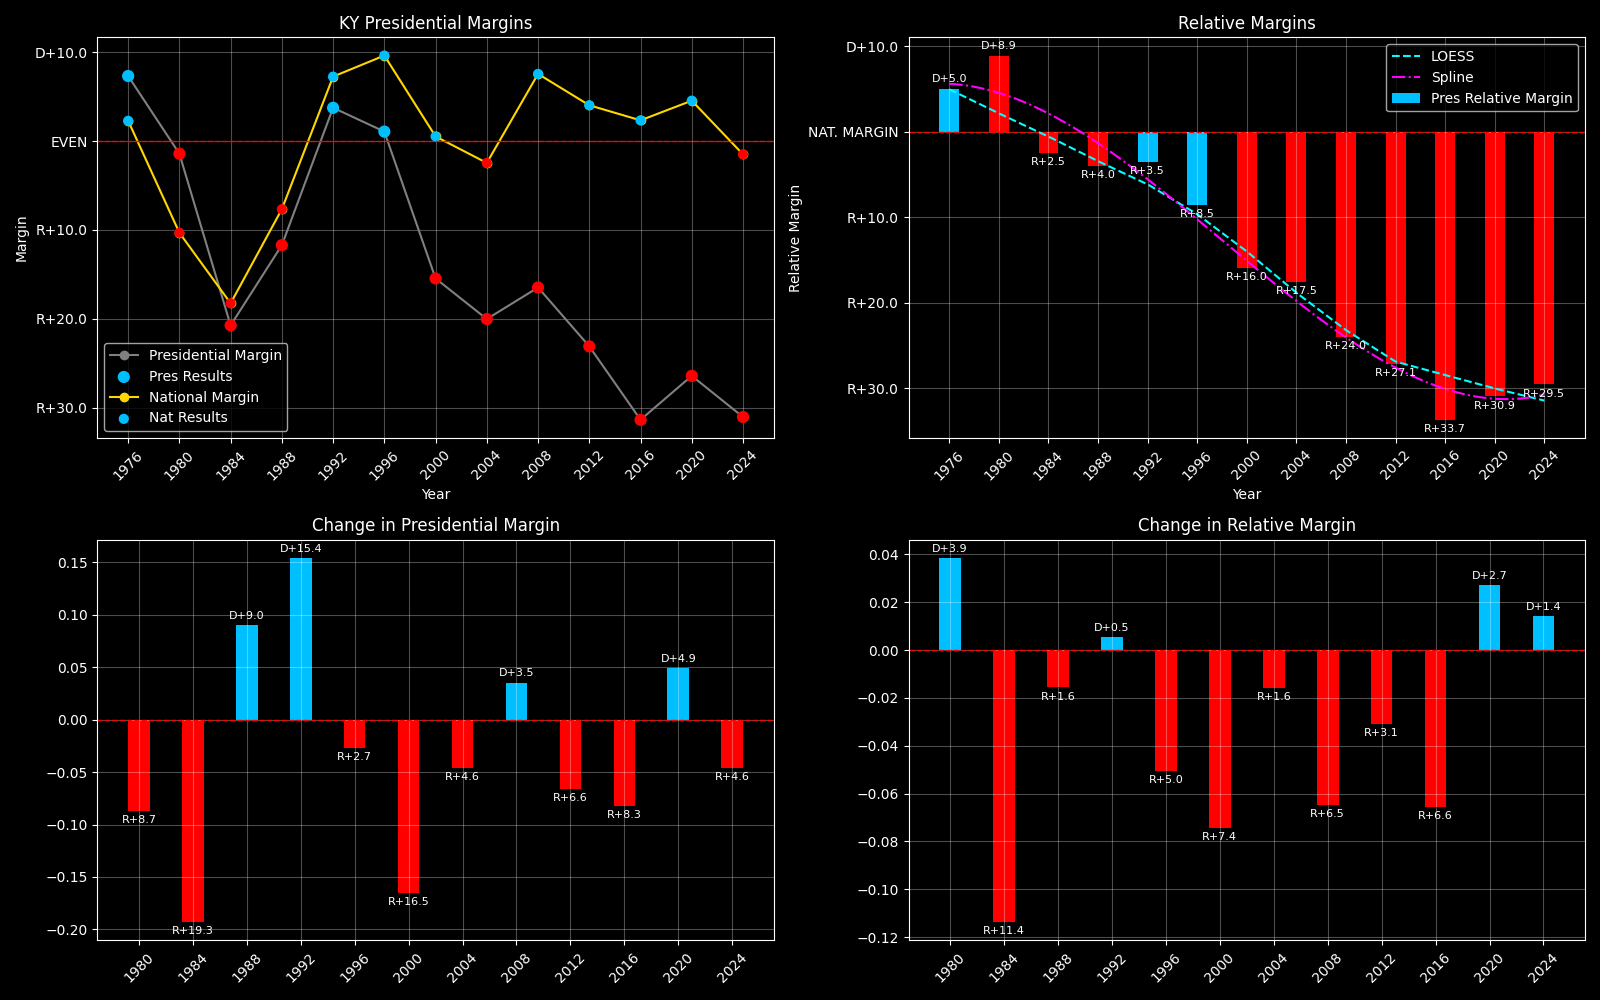 KY Presidential Margins
D+10.0
EVEN
R+10.0
R+20.0
R+30.0
Margin
Presidential Margin
Pres Results
National Margin
Nat Results
1976 1980 1984 1988 1992 1996 2000 2004 2008 2012 2016 2020 2024
Year
Relative Margins
D+10.0
NAT. MARGIN
R+10.0
R+20.0
R+30.0
Relative Margin
LOESS
Spline
Pres Relative Margin
D+5.0
D+8.9
R+2.5
R+4.0
R+3.5
R+8.5
R+16.0
R+17.5
R+24.0
R+27.1
R+33.7
R+30.9
R+29.5
1976 1980 1984 1988 1992 1996 2000 2004 2008 2012 2016 2020 2024
Year
Change in Presidential Margin
0.15
0.10
0.05
0.00
−0.05
−0.10
−0.15
−0.20
R+8.7
R+19.3
D+9.0
D+15.4
R+2.7
R+16.5
R+4.6
D+3.5
R+6.6
R+8.3
D+4.9
R+4.6
1980 1984 1988 1992 1996 2000 2004 2008 2012 2016 2020 2024
Change in Relative Margin
0.04
0.02
0.00
−0.02
−0.04
−0.06
−0.08
−0.10
−0.12
D+3.9
R+11.4
R+1.6
D+0.5
R+5.0
R+7.4
R+1.6
R+6.5
R+3.1
R+6.6
D+2.7
D+1.4
1980 1984 1988 1992 1996 2000 2004 2008 2012 2016 2020 2024